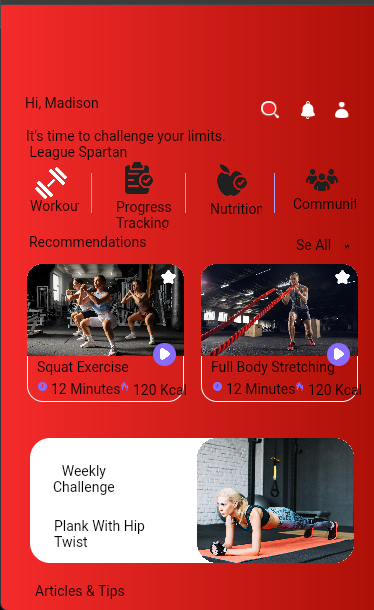 Hi, Madison
It's time to challenge your limits.
League Spartan
Workout
Progress
Tracking
Nutrition
Communit
Recommendations
Se All
Squat Exercise
12 Minutes 120 Kcal
Full Body Stretching
12 Minutes 120 Kcal
Weekly
Challenge
Plank With Hip
Twist
Articles & Tips